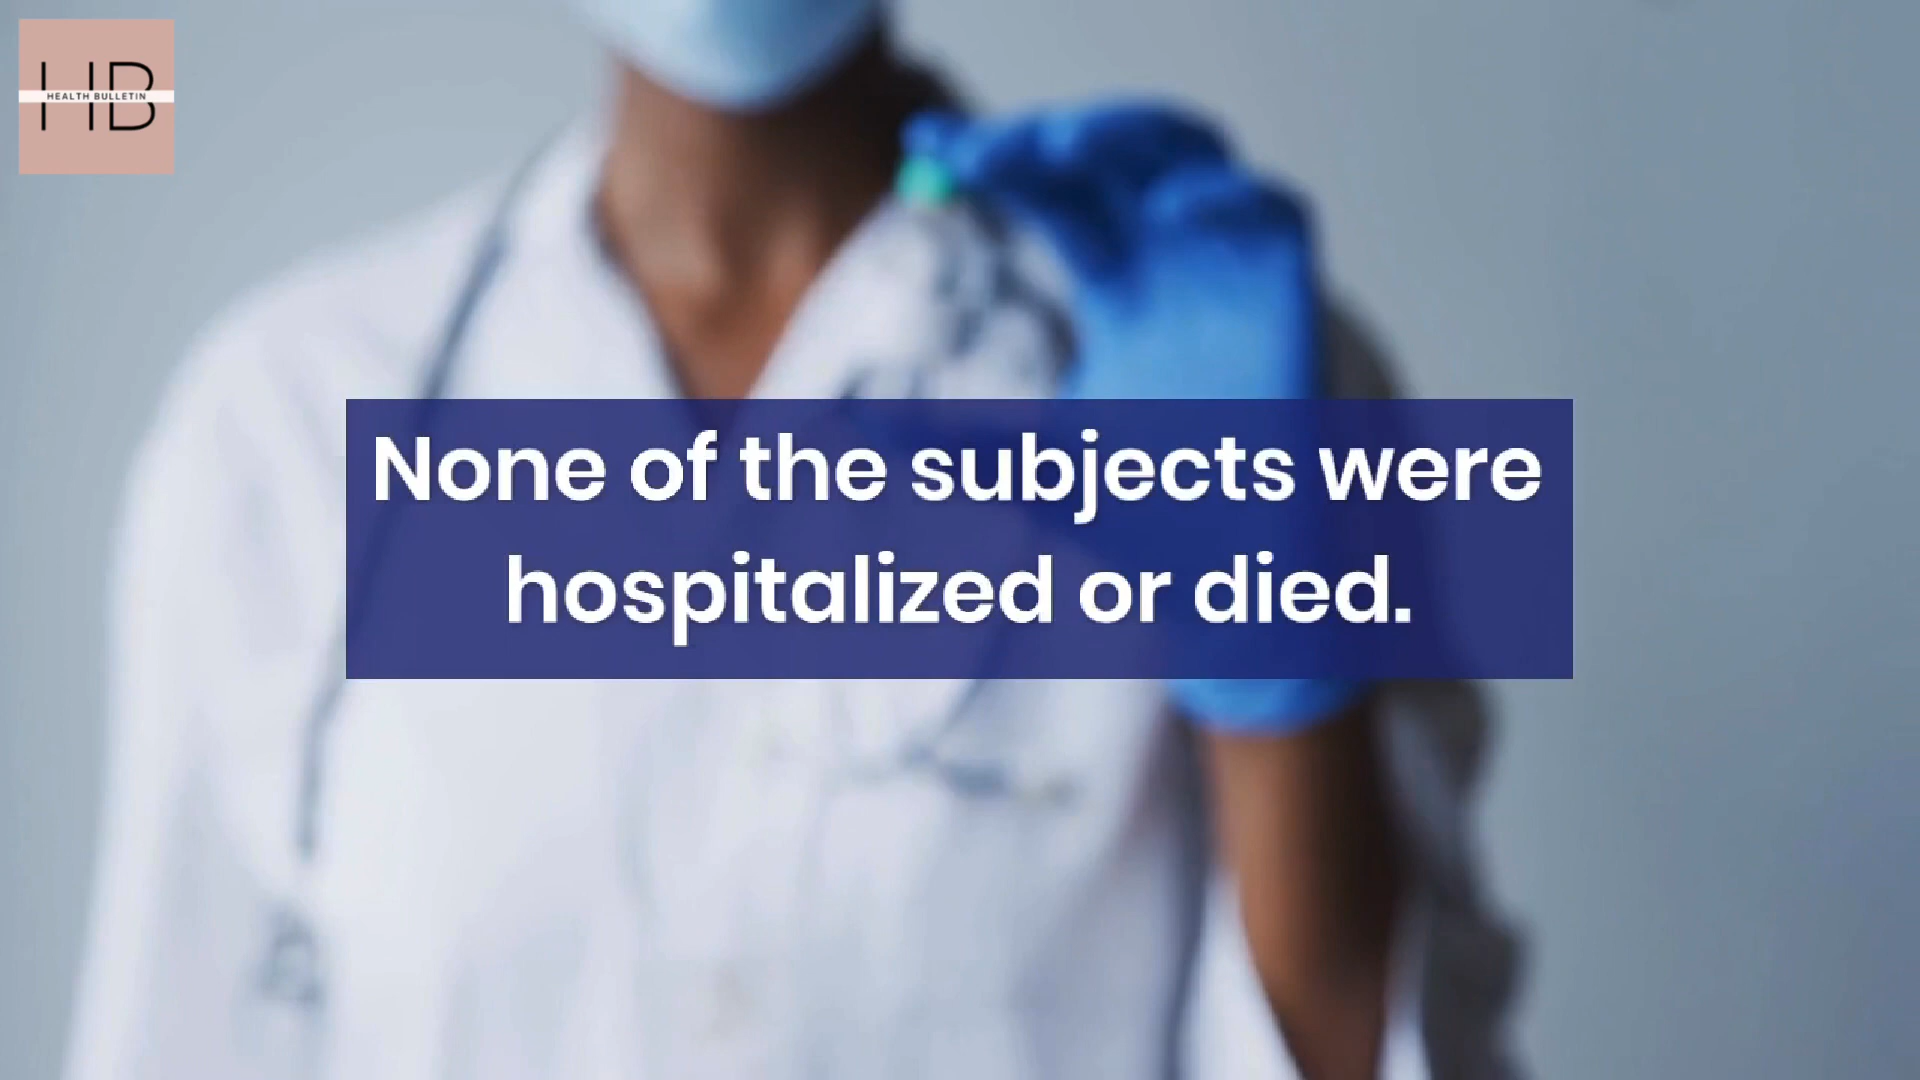 HB
HEALTH BULLETIN
None of the subjects were
hospitalized or died.